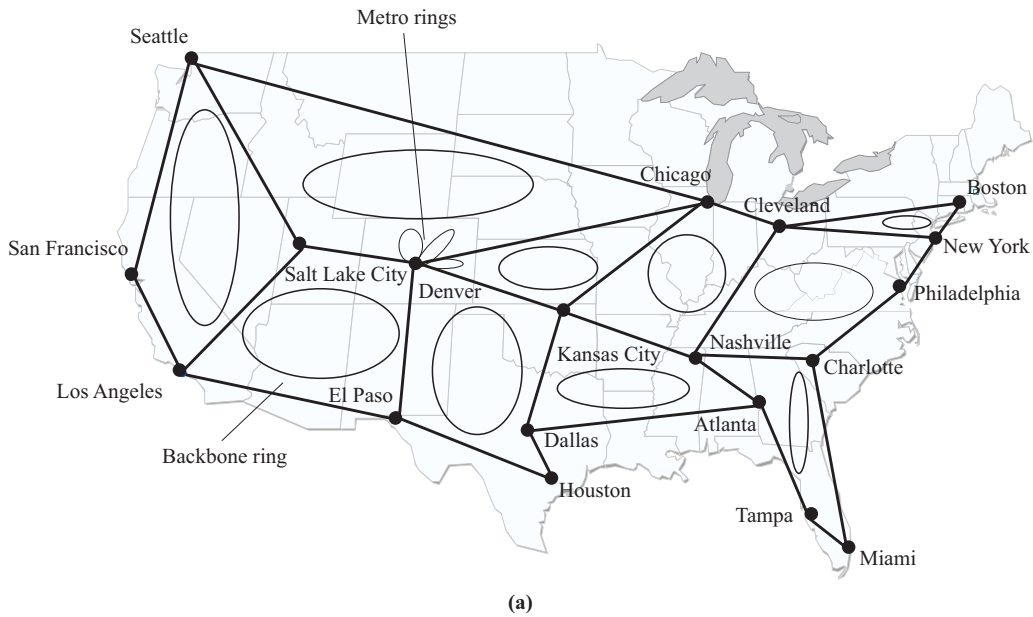 Metro rings
Seattle
Chicago
Boston
Cleveland
San Francisco
New York
Salt Lake City
Denver
Philadelphia
Nashville
Kansas City
Charlotte
Los Angeles
El Paso
Atlanta
Dallas
Backbone ring
Houston
Tampa
Miami
(a)